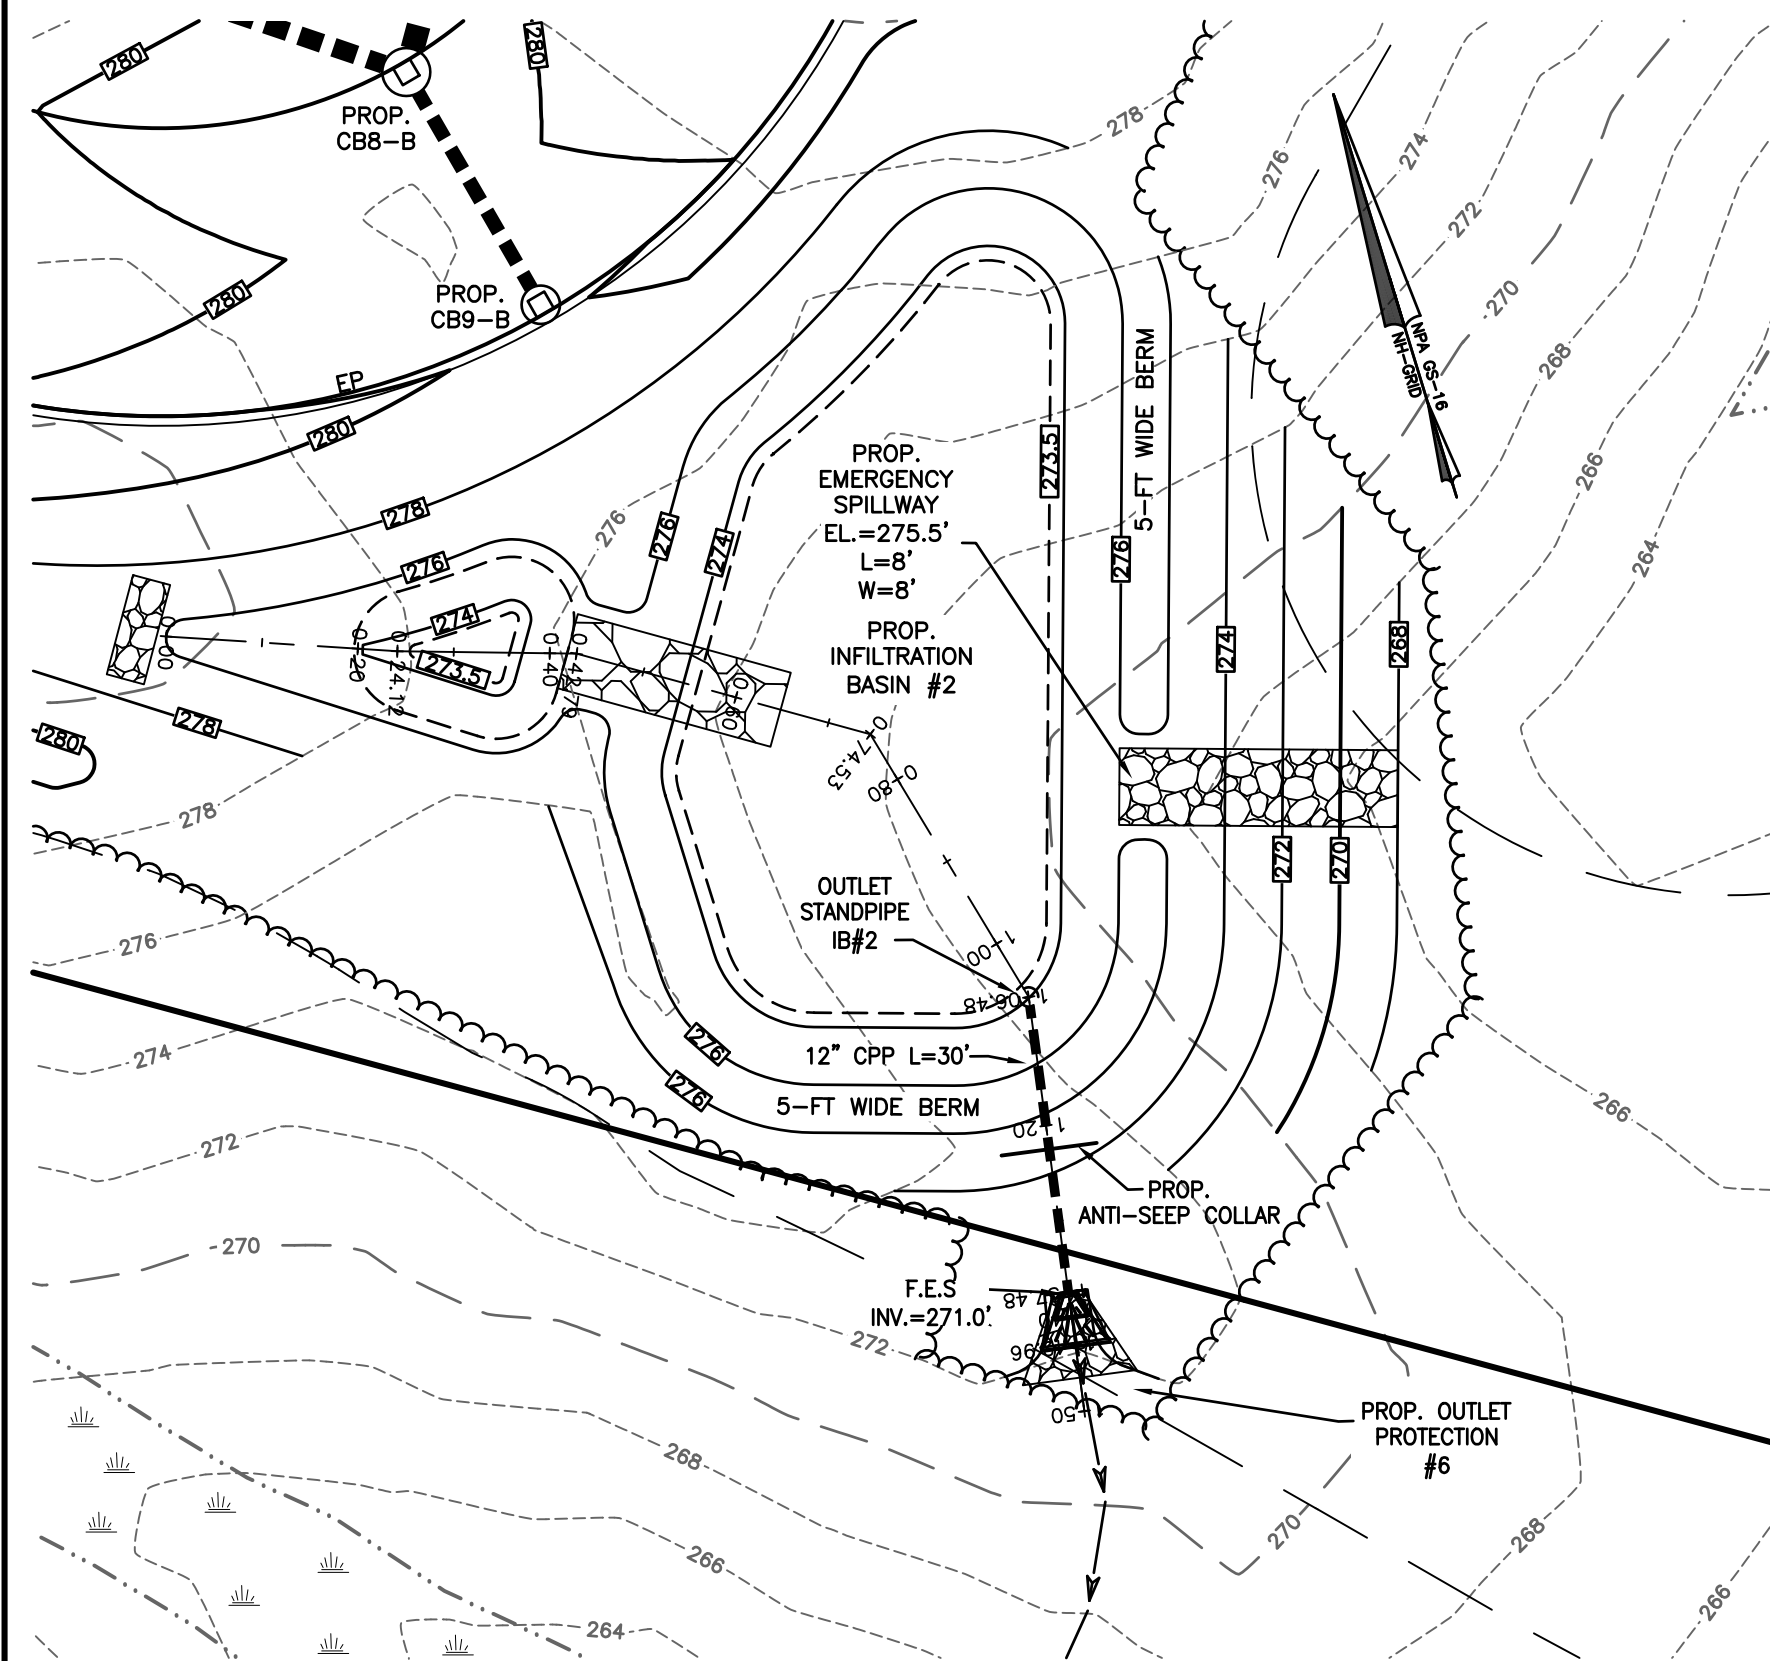 280
280
PROP.
CB8-B
278
276
274
272
270
268
266
264
280
PROP.
CB9-B
EP
280
NPA GS-16
NH-GRID
5-FT WIDE BERM
273.5
PROP.
EMERGENCY
SPILLWAY
EL.=275.5'
L=8'
W=8'
PROP.
INFILTRATION
BASIN #2
278
276
276
276
274
276
274
273.5
274
268
272
270
0+00
0+20
0+24.12
0+40
0+42.79
0+60
0+74.53
0+80
1+00
1+06.48
1+20
278
280
278
276
274
272
270
OUTLET
STANDPIPE
IB#2
12" CPP L=30'
276
276
5-FT WIDE BERM
PROP.
ANTI-SEEP COLLAR
F.E.S
INV.=271.0'
272
PROP. OUTLET
PROTECTION
#6
266
268
266
264
270
268
266